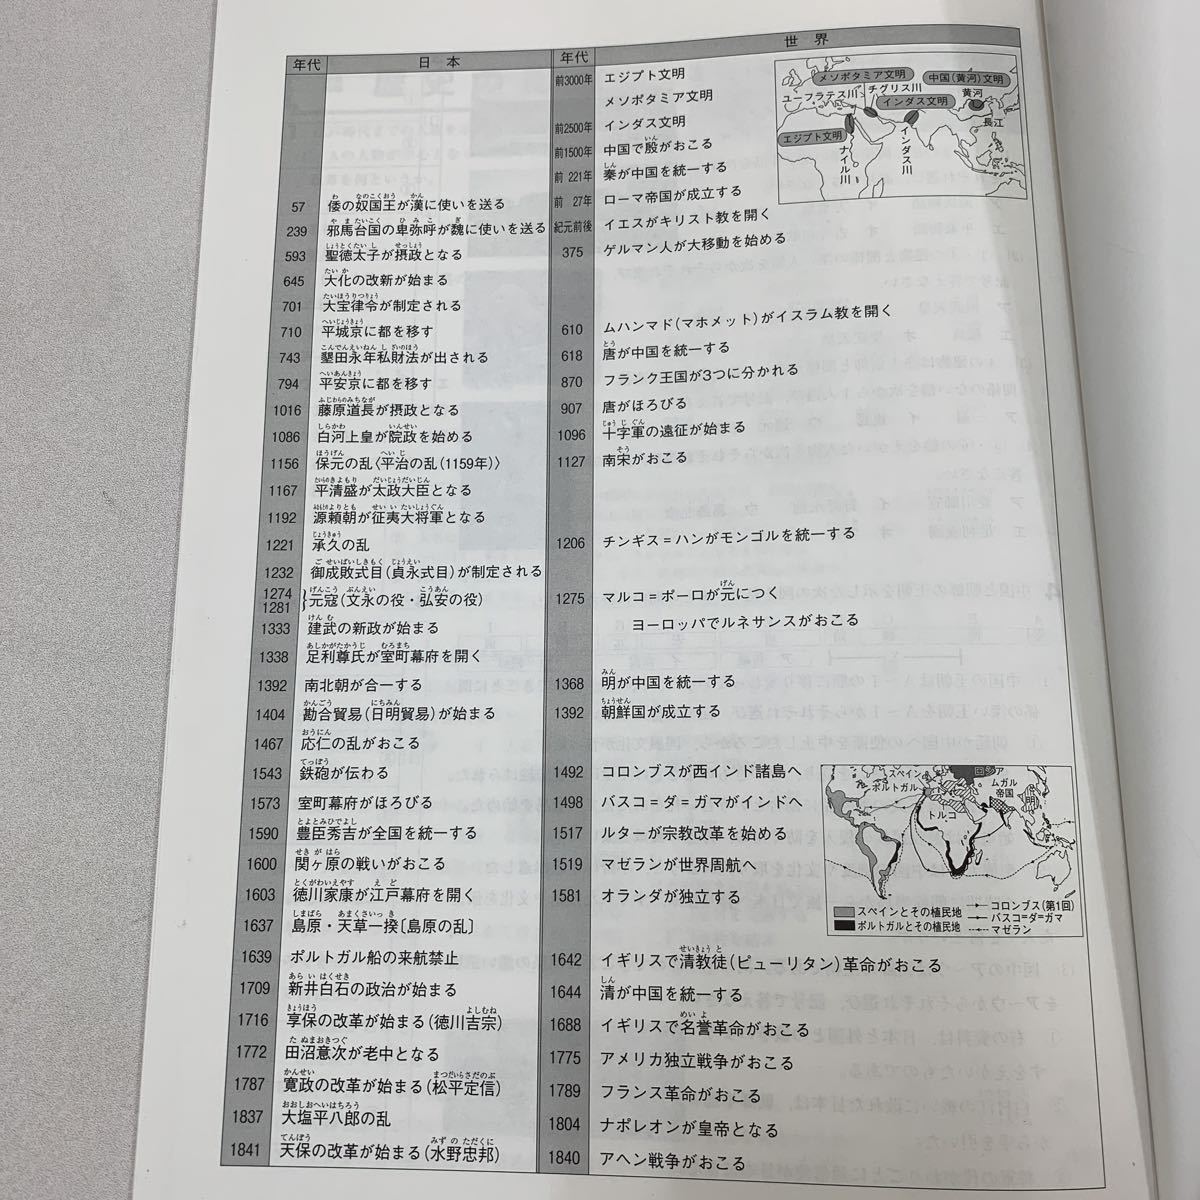 年代 日本
57 倭の奴国王が漢に使いを送る
239 邪馬台国の卑弥呼が魏に使いを送る
593 聖徳太子が摂政となる
645 大化の改新が始まる
701 大宝律令が制定される
710 平城京に都を移す
743 墾田永年私財法が出される
794 平安京に都を移す
1016 藤原道長が摂政となる
1086 白河上皇が院政を始める
1156 保元の乱〈平治の乱(1159年)〉
1167 平清盛が太政大臣となる
1192 源頼朝が征夷大将軍となる
1221 承久の乱
1232 御成敗式目(貞永式目)が制定される
1274
1281 }元寇(文永の役・弘安の役)
1333 建武の新政が始まる
1338 足利尊氏が室町幕府を開く
1392 南北朝が合一する
1404 勘合貿易(日明貿易)が始まる
1467 応仁の乱がおこる
1543 鉄砲が伝わる
1573 室町幕府がほろびる
1590 豊臣秀吉が全国を統一する
1600 関ヶ原の戦いがおこる
1603 徳川家康が江戸幕府を開く
1637 島原・天草一揆〔島原の乱〕
1639 ポルトガル船の来航禁止
1709 新井白石の政治が始まる
1716 享保の改革が始まる(徳川吉宗)
1772 田沼意次が老中となる
1787 寛政の改革が始まる(松平定信)
1837 大塩平八郎の乱
1841 天保の改革が始まる(水野忠邦)
年代 世界
前3000年 エジプト文明
メソポタミア文明
前2500年 インダス文明
前1500年 中国で殷がおこる
前 221年 秦が中国を統一する
前 27年 ローマ帝国が成立する
紀元前後 イエスがキリスト教を開く
375 ゲルマン人が大移動を始める
610 ムハンマド(マホメット)がイスラム教を開く
618 唐が中国を統一する
870 フランク王国が3つに分かれる
907 唐がほろびる
1096 十字軍の遠征が始まる
1127 南宋がおこる
1206 チンギス=ハンがモンゴルを統一する
1275 マルコ=ポーロが元につく
ヨーロッパでルネサンスがおこる
1368 明が中国を統一する
1392 朝鮮国が成立する
1492 コロンブスが西インド諸島へ
1498 バスコ=ダ=ガマがインドへ
1517 ルターが宗教改革を始める
1519 マゼランが世界周航へ
1581 オランダが独立する
1642 イギリスで清教徒(ピューリタン)革命がおこる
1644 清が中国を統一する
1688 イギリスで名誉革命がおこる
1775 アメリカ独立戦争がおこる
1789 フランス革命がおこる
1804 ナポレオンが皇帝となる
1840 アヘン戦争がおこる
メソポタミア文明
中国(黄河)文明
ユーフラテス川
チグリス川
インダス文明
黄河
長江
エジプト文明
ナイル川
インダス川
スペイン
ポルトガル
ロシア
ムガル帝国
トルコ
明
スペインとその植民地
ポルトガルとその植民地
コロンブス(第1回)
バスコ=ダ=ガマ
マゼラン